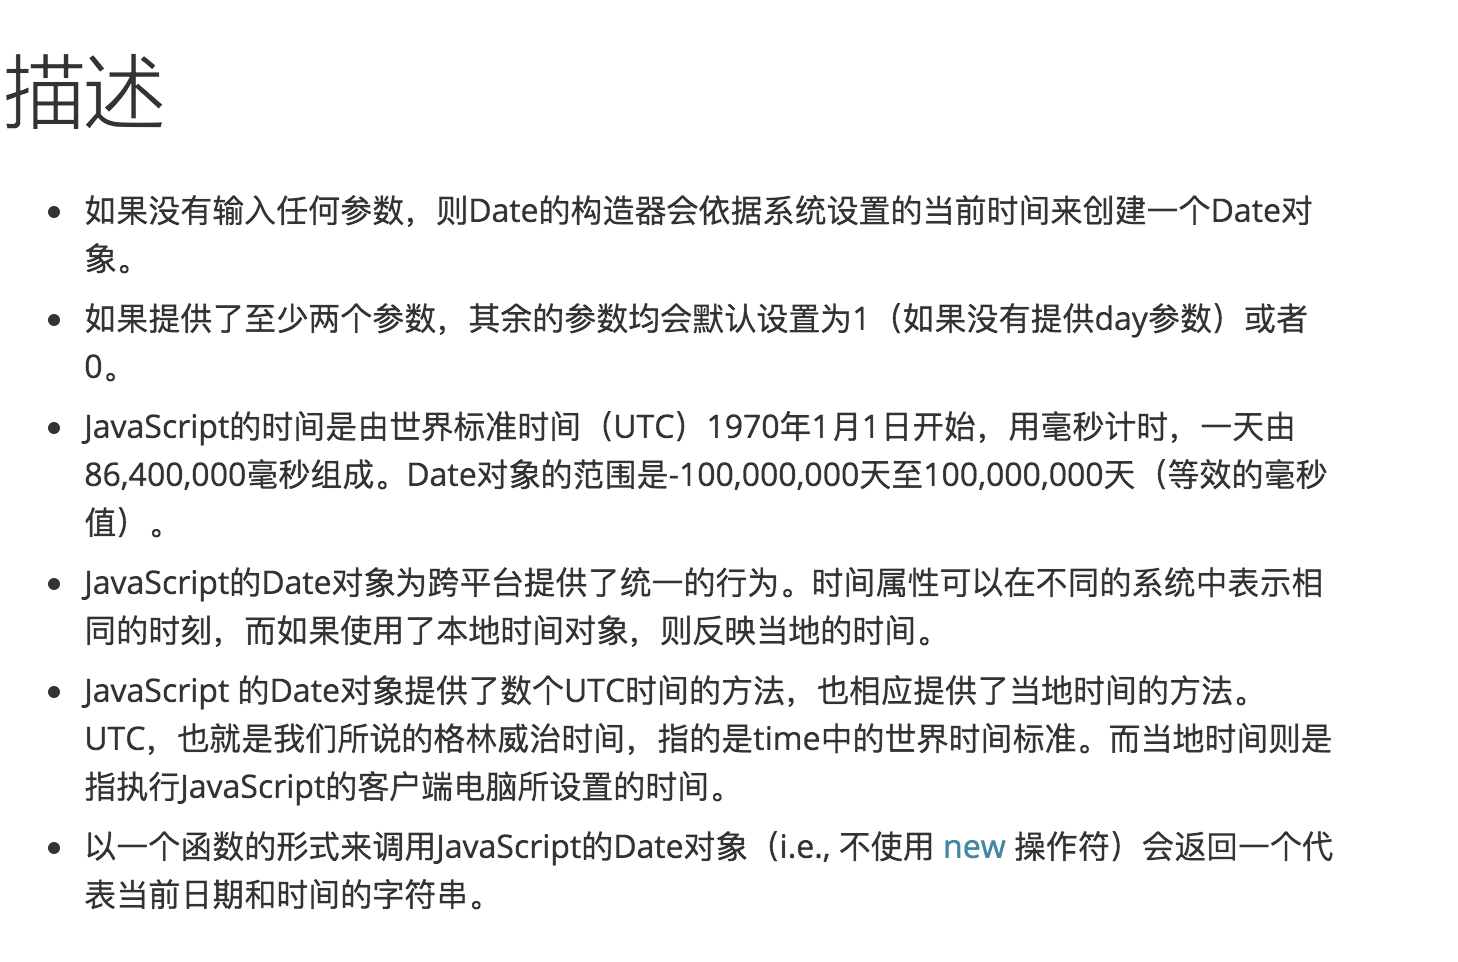 描述
如果没有输入任何参数，则Date的构造器会依据系统设置的当前时间来创建一个Date对
象。
如果提供了至少两个参数，其余的参数均会默认设置为1（如果没有提供day参数）或者
0。
JavaScript的时间是由世界标准时间（UTC）1970年1月1日开始，用毫秒计时，一天由
86,400,000毫秒组成。Date对象的范围是-100,000,000天至100,000,000天（等效的毫秒
值）。
JavaScript的Date对象为跨平台提供了统一的行为。时间属性可以在不同的系统中表示相
同的时刻，而如果使用了本地时间对象，则反映当地的时间。
JavaScript 的Date对象提供了数个UTC时间的方法，也相应提供了当地时间的方法。
UTC，也就是我们所说的格林威治时间，指的是time中的世界时间标准。而当地时间则是
指执行JavaScript的客户端电脑所设置的时间。
以一个函数的形式来调用JavaScript的Date对象（i.e., 不使用 new 操作符）会返回一个代
表当前日期和时间的字符串。